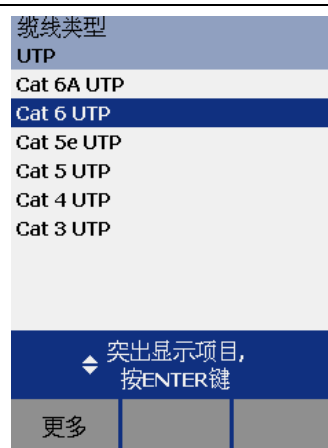 缆线类型
UTP
Cat 6A UTP
Cat 6 UTP
Cat 5e UTP
Cat 5 UTP
Cat 4 UTP
Cat 3 UTP
突出显示项目,
按ENTER键
更多